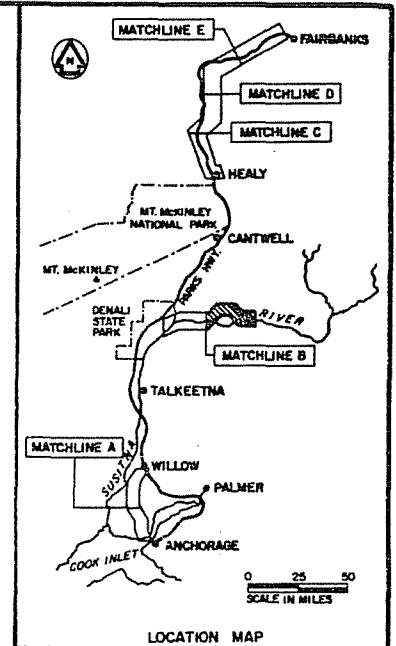 MATCHLINE E
FAIRBANKS
N
MATCHLINE D
MATCHLINE C
HEALY
MT. McKINLEY
NATIONAL PARK
CANTWELL
MT. McKINLEY
PARKS HWY.
DENALI
STATE
PARK
RIVER
MATCHLINE B
TALKEETNA
MATCHLINE A
SUSITNA
WILLOW
PALMER
ANCHORAGE
COOK INLET
0 25 50
SCALE IN MILES
LOCATION MAP